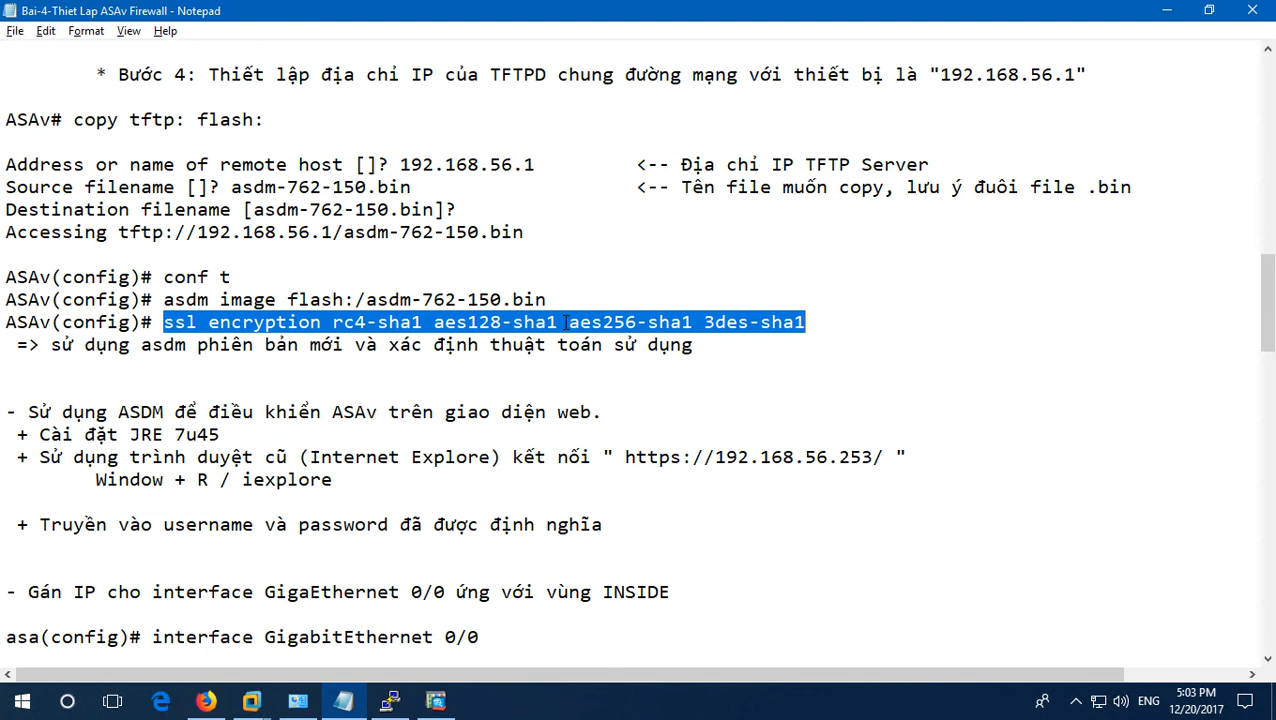 Bai-4-Thiet Lap ASAv Firewall - Notepad
File Edit Format View Help
* Bước 4: Thiết lập địa chỉ IP của TFTPD chung đường mạng với thiết bị là "192.168.56.1"
ASAv# copy tftp: flash:
Address or name of remote host []? 192.168.56.1 <-- Địa chỉ IP TFTP Server
Source filename []? asdm-762-150.bin <-- Tên file muốn copy, lưu ý đuôi file .bin
Destination filename [asdm-762-150.bin]?
Accessing tftp://192.168.56.1/asdm-762-150.bin
ASAv(config)# conf t
ASAv(config)# asdm image flash:/asdm-762-150.bin
ASAv(config)# ssl encryption rc4-sha1 aes128-sha1 aes256-sha1 3des-sha1
=> sử dụng asdm phiên bản mới và xác định thuật toán sử dụng
- Sử dụng ASDM để điều khiển ASAv trên giao diện web.
+ Cài đặt JRE 7u45
+ Sử dụng trình duyệt cũ (Internet Explore) kết nối " https://192.168.56.253/ "
Window + R / iexplore
+ Truyền vào username và password đã được định nghĩa
- Gán IP cho interface GigaEthernet 0/0 ứng với vùng INSIDE
asa(config)# interface GigabitEthernet 0/0
ENG
5:03 PM
12/20/2017